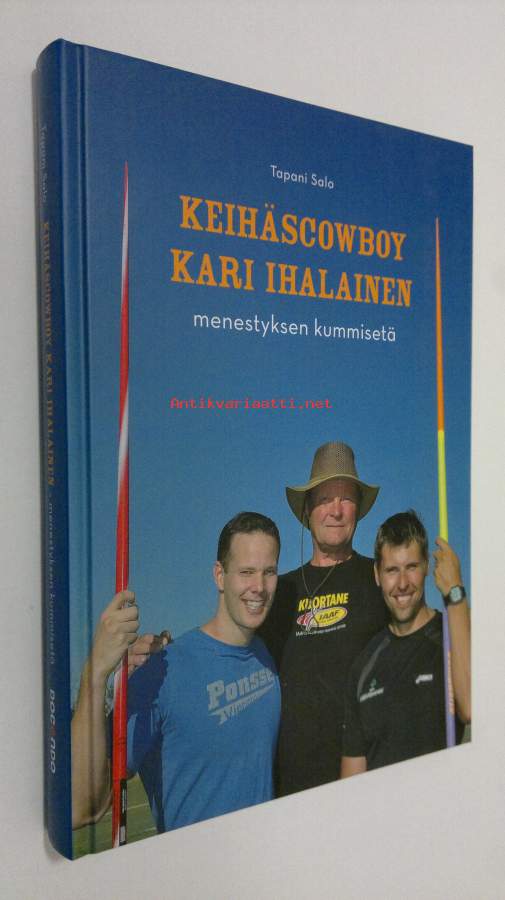 Tapani Salo
KEIHÄSCOWBOY
KARI IHALAINEN
menestyksen kummisetä
Antikvariaatti.net
KUORTANE
IAAF
Ponsse
Tapani Salo KEIHÄSCOWBOY KARI IHALAINEN - menestyksen kummisetä